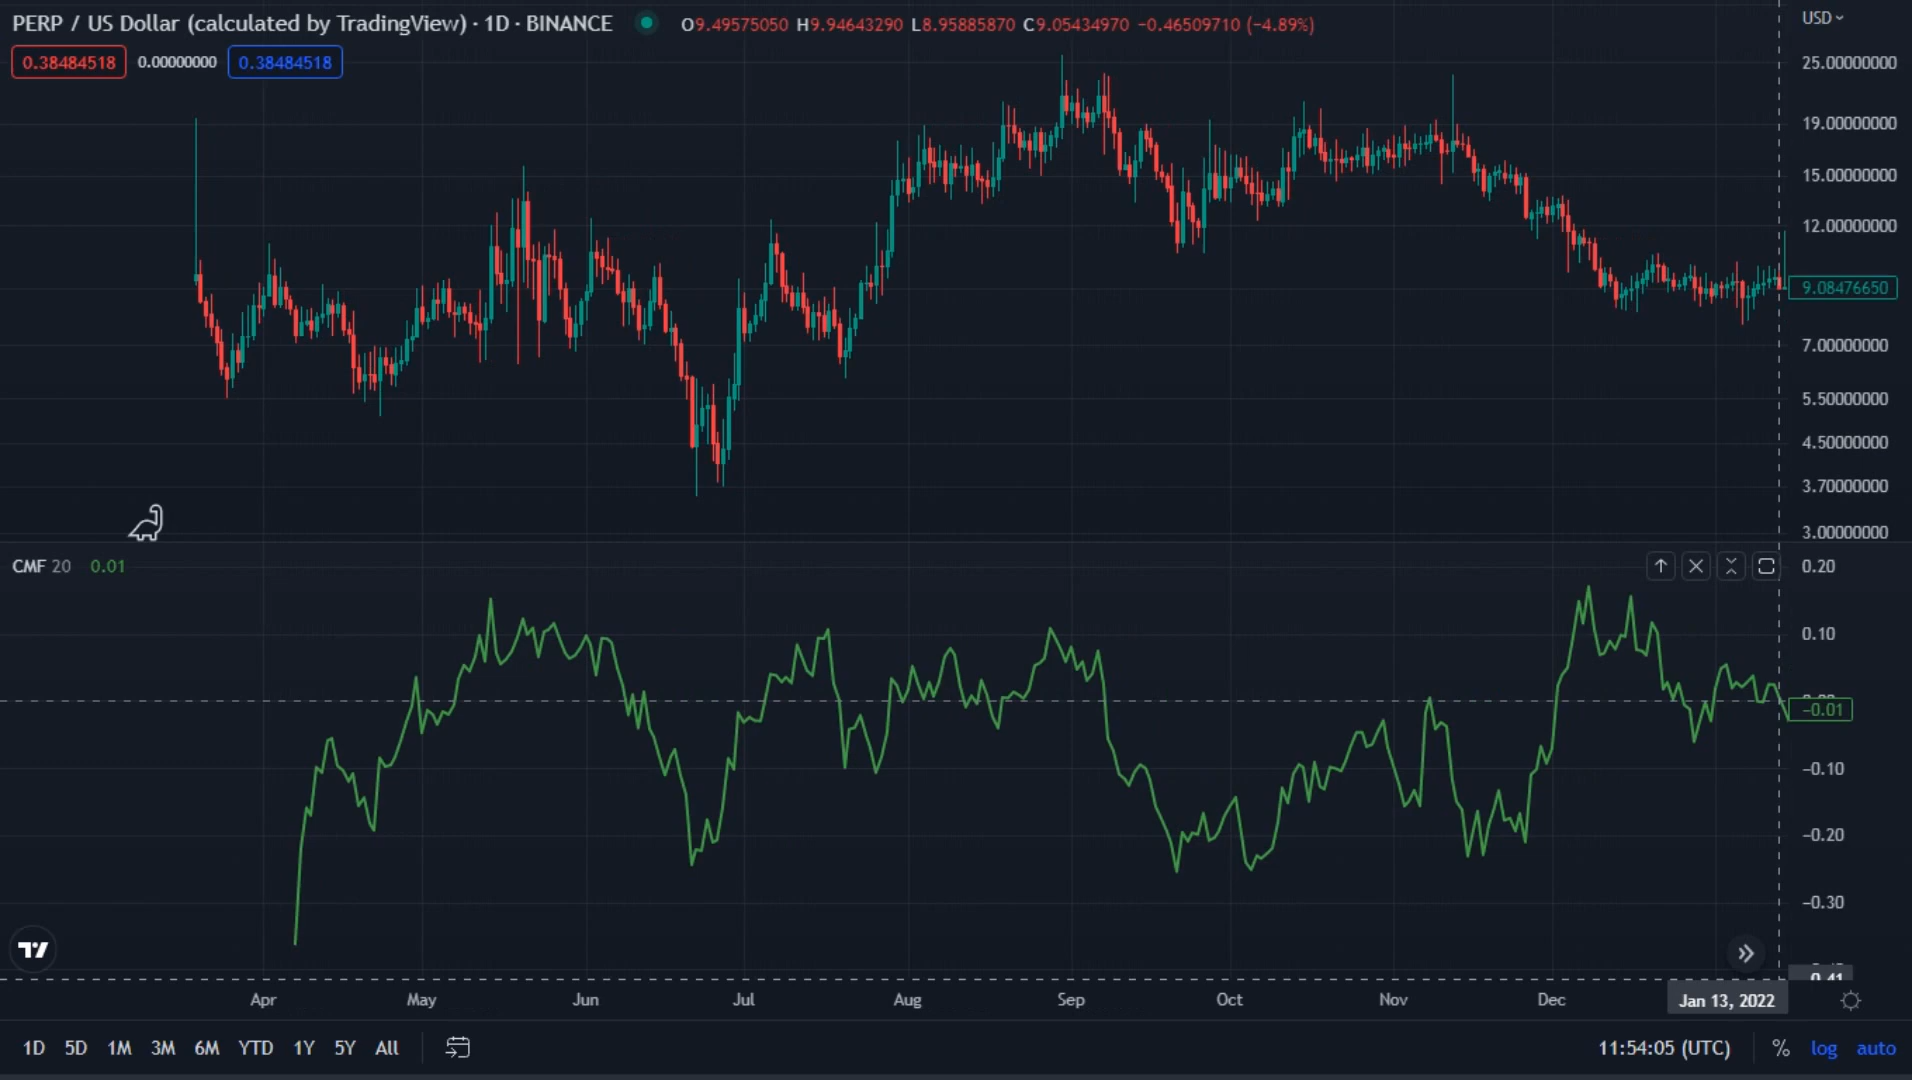 PERP / US Dollar (calculated by TradingView) · 1D · BINANCE O9.49575050 H9.94643290 L8.95885870 C9.05434970 −0.46509710 (−4.89%)
USD
0.38484518 0.00000000 0.38484518
25.00000000
19.00000000
15.00000000
12.00000000
9.08476650
7.00000000
5.50000000
4.50000000
3.70000000
3.00000000
CMF 20 0.01
0.20
0.10
−0.01
−0.10
−0.20
−0.30
0.41
Apr May Jun Jul Aug Sep Oct Nov Dec Jan 13, 2022
1D 5D 1M 3M 6M YTD 1Y 5Y All 11:54:05 (UTC) % log auto